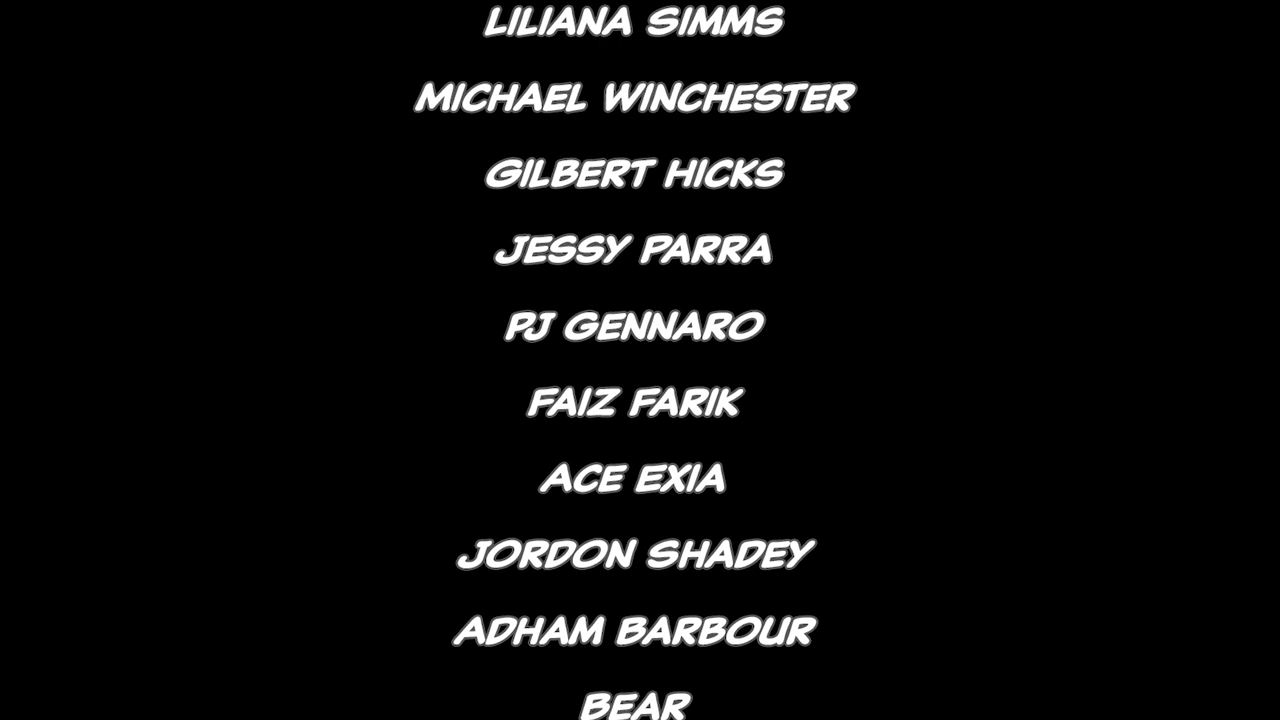 LILIANA SIMMS
MICHAEL WINCHESTER
GILBERT HICKS
JESSY PARRA
PJ GENNARO
FAIZ FARIK
ACE EXIA
JORDON SHADEY
ADHAM BARBOUR
BEAR